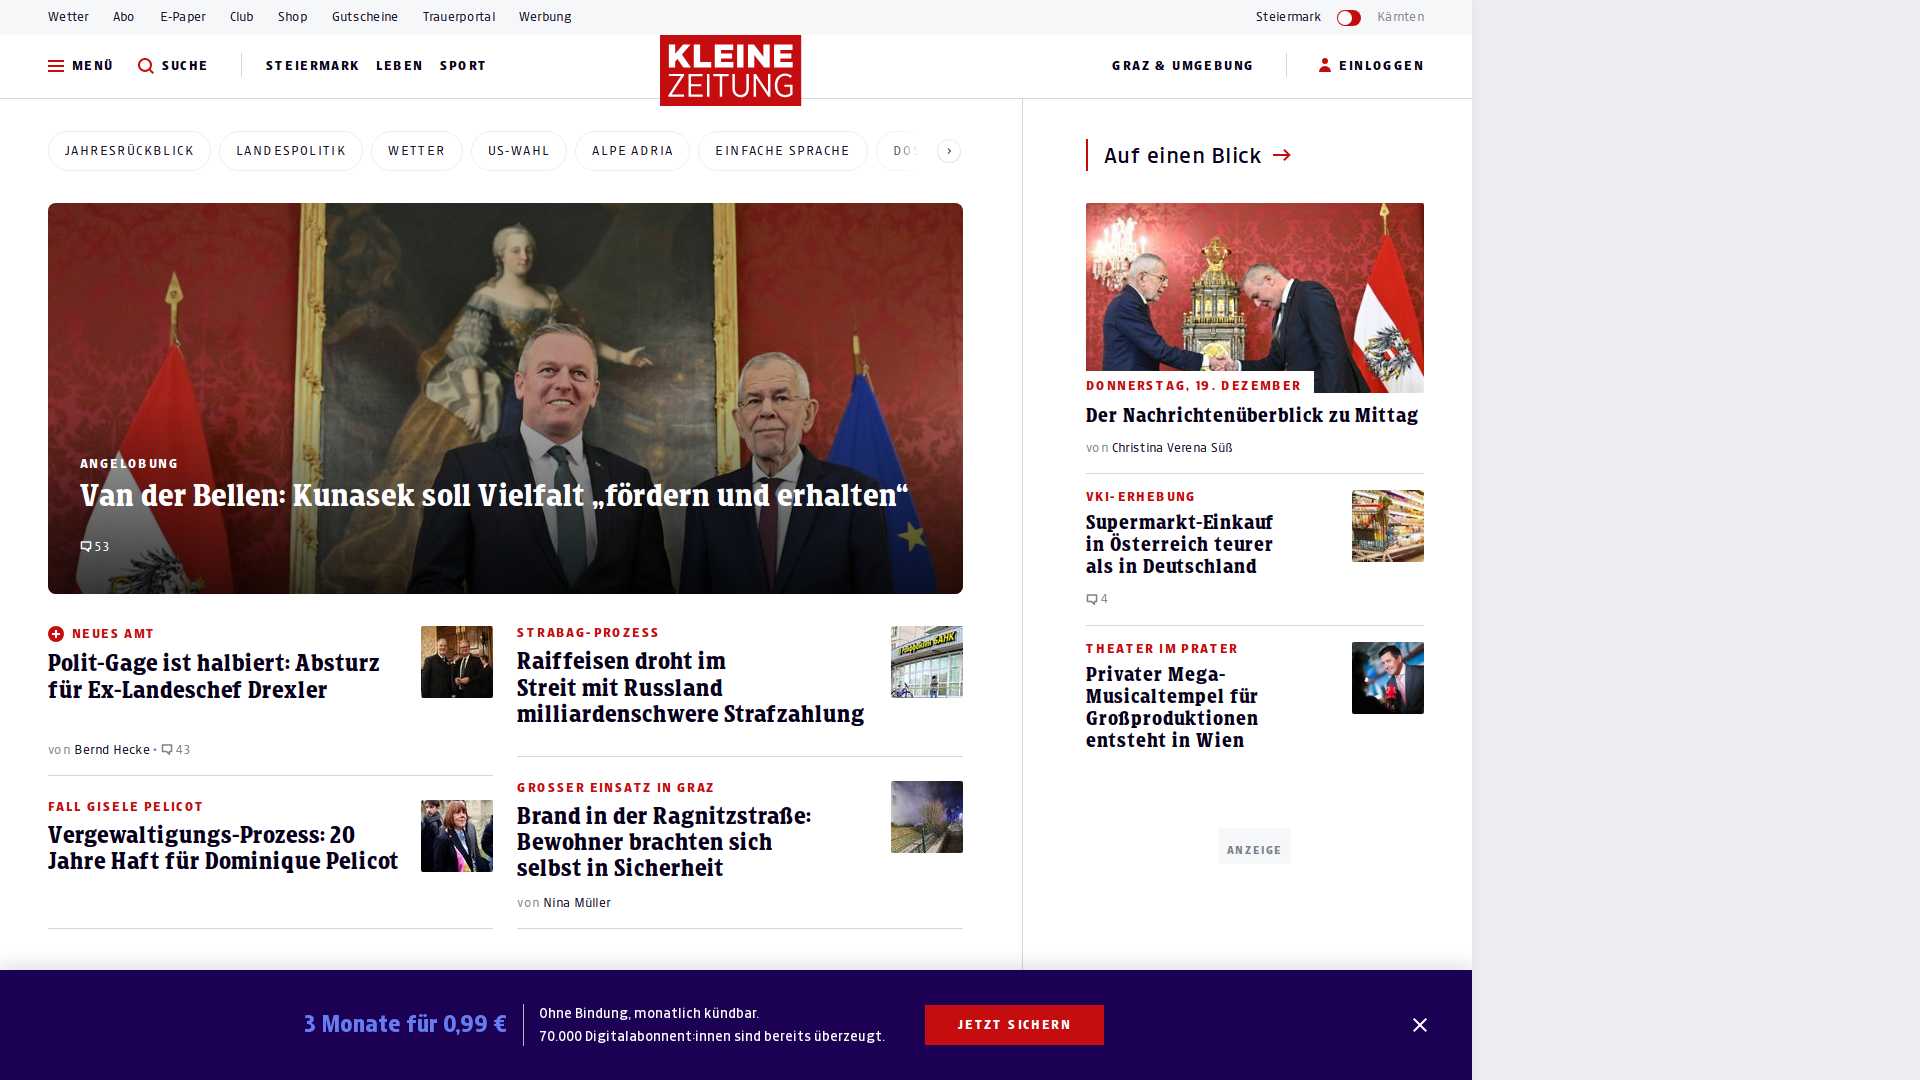 Wetter Abo E-Paper Club Shop Gutscheine Trauerportal Werbung Steiermark Kärnten
MENÜ SUCHE STEIERMARK LEBEN SPORT KLEINE ZEITUNG GRAZ & UMGEBUNG EINLOGGEN
JAHRESRÜCKBLICK LANDESPOLITIK WETTER US-WAHL ALPE ADRIA EINFACHE SPRACHE
ANGELOBUNG
Van der Bellen: Kunasek soll Vielfalt „fördern und erhalten“
53
NEUES AMT
Polit-Gage ist halbiert: Absturz
für Ex-Landeschef Drexler
von Bernd Hecke • 43
STRABAG-PROZESS
Raiffeisen droht im
Streit mit Russland
milliardenschwere Strafzahlung
FALL GISELE PELICOT
Vergewaltigungs-Prozess: 20
Jahre Haft für Dominique Pelicot
GROSSER EINSATZ IN GRAZ
Brand in der Ragnitzstraße:
Bewohner brachten sich
selbst in Sicherheit
von Nina Müller
Auf einen Blick
DONNERSTAG, 19. DEZEMBER
Der Nachrichtenüberblick zu Mittag
von Christina Verena Süß
VKI-ERHEBUNG
Supermarkt-Einkauf
in Österreich teurer
als in Deutschland
4
THEATER IM PRATER
Privater Mega-
Musicaltempel für
Großproduktionen
entsteht in Wien
ANZEIGE
3 Monate für 0,99 €
Ohne Bindung, monatlich kündbar.
70.000 Digitalabonnent:innen sind bereits überzeugt.
JETZT SICHERN